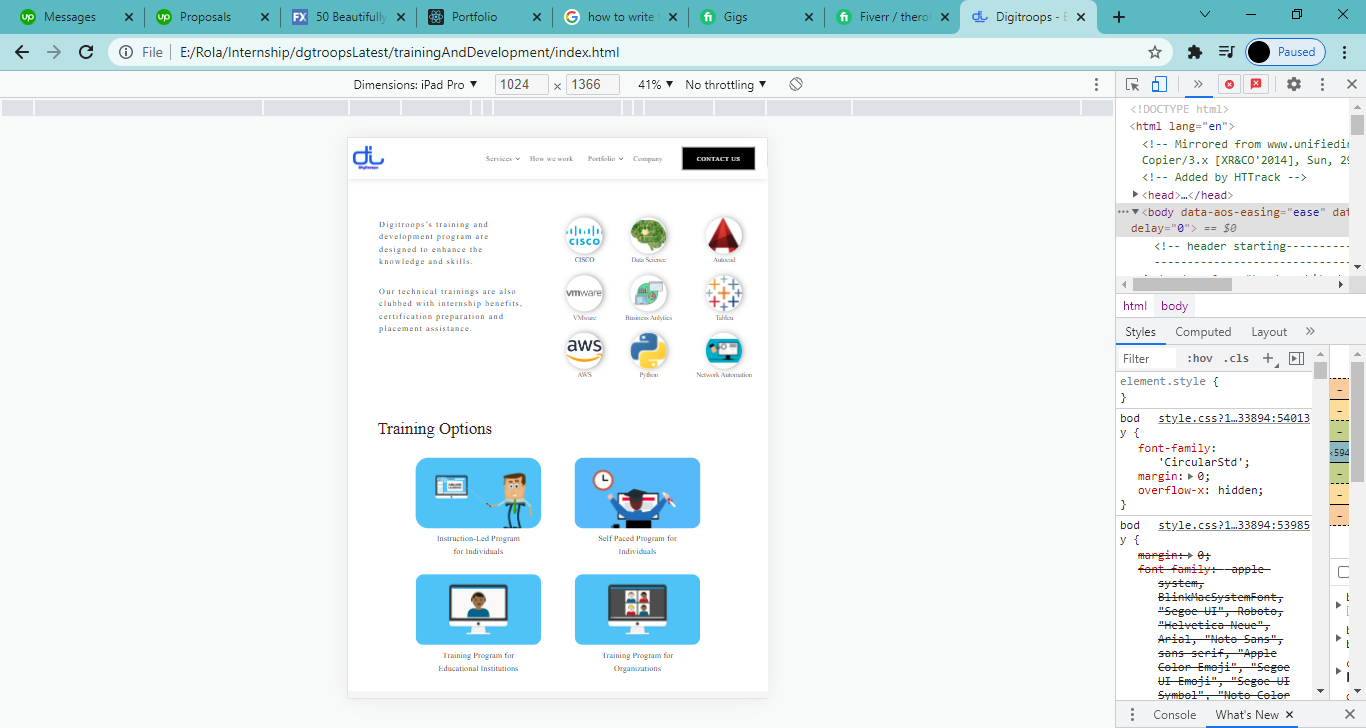 Messages
Proposals
50 Beautifully
Portfolio
how to write
Gigs
Fiverr / therol
Digitroops - E
File
E:/Rola/Internship/dgtroopsLatest/trainingAndDevelopment/index.html
Paused
Dimensions: iPad Pro ▼
1024 × 1366
41% ▼
No throttling ▼
Services
How we work
Portfolio
Company
CONTACT US
Digitroops's training and
development program are
designed to enhance the
knowledge and skills.
Our technical trainings are also
clubbed with internship benefits,
certification preparation and
placement assistance.
CISCO
CISCO
Data Science
Autocad
vmware
VMware
Business Anlytics
Tableu
aws
AWS
Python
Network Automation
Training Options
Instruction-Led Program
for Individuals
Self Paced Program for
Individuals
Training Program for
Educational Institutions
Training Program for
Organizations
<!DOCTYPE html>
<html lang="en">
<!-- Mirrored from www.unifiedin
Copier/3.x [XR&CO'2014], Sun, 29
<!-- Added by HTTrack -->
<head>…</head>
<body data-aos-easing="ease" dat
delay="0"> == $0
<!-- header starting-----------
html
body
Styles
Computed
Layout
Filter
:hov
.cls
element.style {
}
bod
style.css?1…33894:54013
y {
font-family:
'CircularStd';
margin: 0;
overflow-x: hidden;
}
bod
style.css?1…33894:53985
y {
margin: 0;
font-family: -apple-
system,
BlinkMacSystemFont,
"Segoe UI", Roboto,
"Helvetica Neue",
Arial, "Noto Sans",
sans-serif, "Apple
Color Emoji", "Segoe
UI Emoji", "Segoe UI
Symbol", "Noto Color
Console
What's New